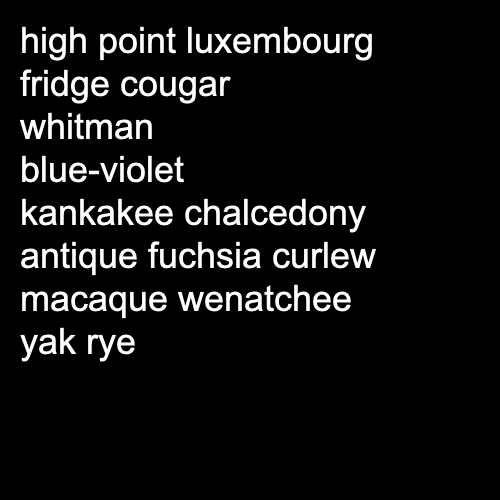 high point luxembourg
fridge cougar
whitman
blue-violet
kankakee chalcedony
antique fuchsia curlew
macaque wenatchee
yak rye